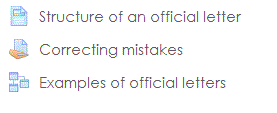 Structure of an official letter
Correcting mistakes
Examples of official letters